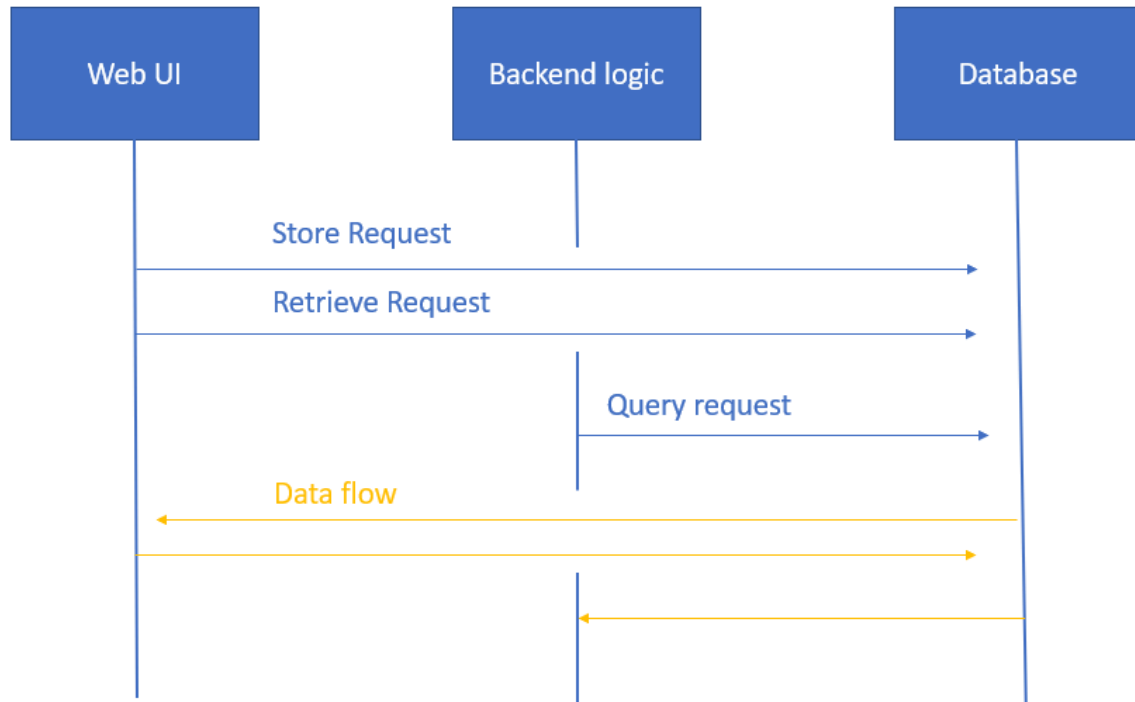 Web UI
Backend logic
Database
Store Request
Retrieve Request
Query request
Data flow